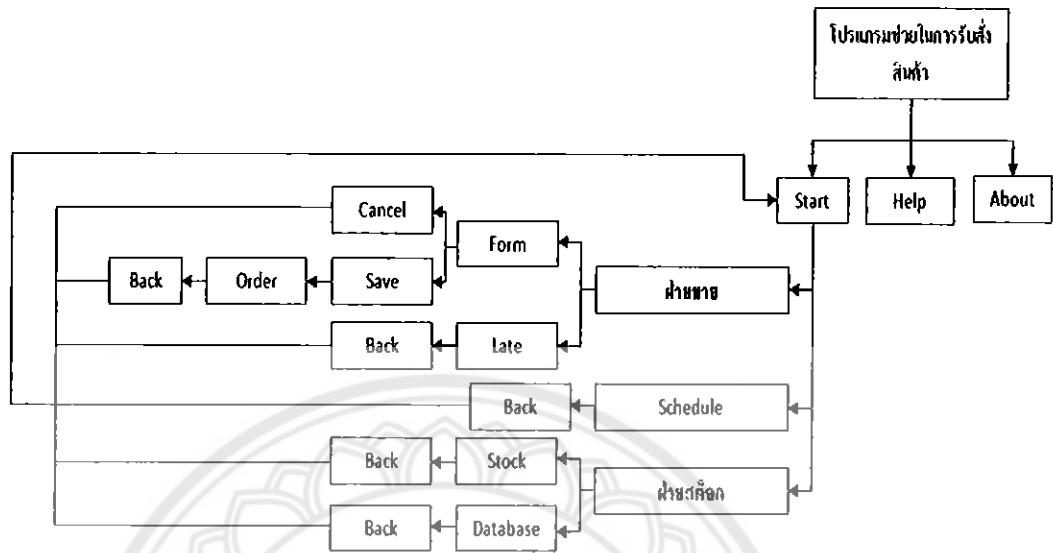 โปรแกรมช่วยในการรับสั่ง
สินค้า
Start
Help
About
Cancel
Form
Back
Order
Save
ฝ่ายขาย
Back
Late
Back
Schedule
Back
Stock
ฝ่ายสต็อก
Back
Database